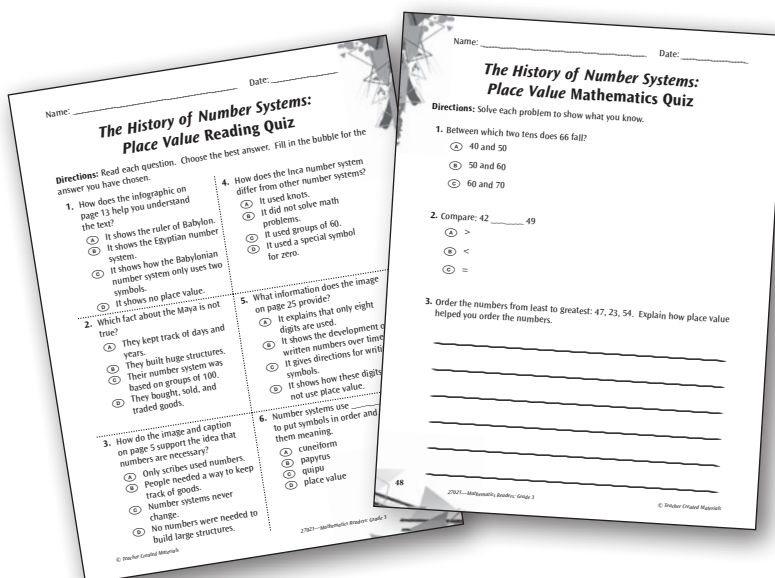 Name: Date:
The History of Number Systems:
Place Value Reading Quiz
Directions: Read each question. Choose the best answer. Fill in the bubble for the
answer you have chosen.
1. How does the infographic on
page 13 help you understand
the text?
A It shows the ruler of Babylon.
B It shows the Egyptian number
system.
C It shows how the Babylonian
number system only uses two
symbols.
D It shows no place value.
2. Which fact about the Maya is not
true?
A They kept track of days and
years.
B They built huge structures.
C Their number system was
based on groups of 100.
D They bought, sold, and
traded goods.
3. How do the image and caption
on page 5 support the idea that
numbers are necessary?
A Only scribes used numbers.
B People needed a way to keep
track of goods.
C Number systems never
change.
D No numbers were needed to
build large structures.
4. How does the Inca number system
differ from other number systems?
A It used knots.
B It did not solve math
problems.
C It used groups of 60.
D It used a special symbol
for zero.
5. What information does the image
on page 25 provide?
A It explains that only eight
digits are used.
B It shows the development o
written numbers over time
C It gives directions for writi
symbols.
D It shows how these digits
not use place value.
6. Number systems use
to put symbols in order and
them meaning.
A cuneiform
B papyrus
C quipu
D place value
© Teacher Created Materials
27021—Mathematics Readers: Grade 3
Name: Date:
The History of Number Systems:
Place Value Mathematics Quiz
Directions: Solve each problem to show what you know.
1. Between which two tens does 66 fall?
A 40 and 50
B 50 and 60
C 60 and 70
2. Compare: 42 ______ 49
A >
B <
C =
3. Order the numbers from least to greatest: 47, 23, 54. Explain how place value
helped you order the numbers.
48
27021—Mathematics Readers: Grade 3
© Teacher Created Materials